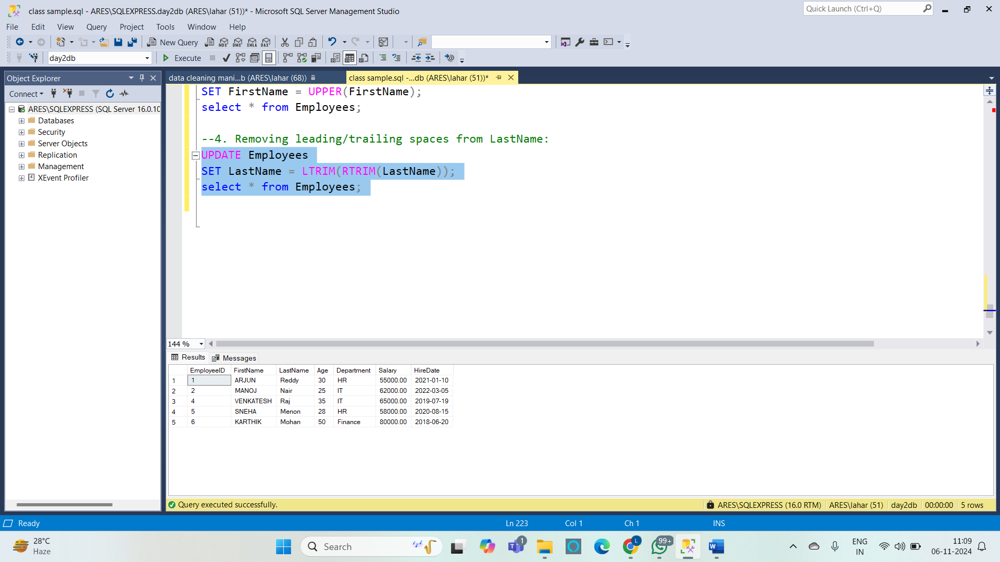 class sample.sql - ARES\SQLEXPRESS.day2db (ARES\lahar (51))* - Microsoft SQL Server Management Studio
Quick Launch (Ctrl+Q)
File Edit View Query Project Tools Window Help
New Query
MDX DMX XMLA DAX
day2db
Execute
Object Explorer
data cleaning mani...b (ARES\lahar (68))
class sample.sql -...db (ARES\lahar (51))*
Connect
ARES\SQLEXPRESS (SQL Server 16.0.10
Databases
Security
Server Objects
Replication
Management
XEvent Profiler
SET FirstName = UPPER(FirstName);
select * from Employees;
--4. Removing leading/trailing spaces from LastName:
UPDATE Employees
SET LastName = LTRIM(RTRIM(LastName));
select * from Employees;
144 %
Results Messages
EmployeeID FirstName LastName Age Department Salary HireDate
1 1 ARJUN Reddy 30 HR 55000.00 2021-01-10
2 2 MANOJ Nair 25 IT 62000.00 2022-03-05
3 4 VENKATESH Raj 35 IT 65000.00 2019-07-19
4 5 SNEHA Menon 28 HR 58000.00 2020-08-15
5 6 KARTHIK Mohan 50 Finance 80000.00 2018-06-20
Query executed successfully.
ARES\SQLEXPRESS (16.0 RTM) ARES\lahar (51) day2db 00:00:00 5 rows
Ready Ln 223 Col 1 Ch 1 INS
28°C
Haze
Search
1
L
99+
ENG
IN
11:09
06-11-2024